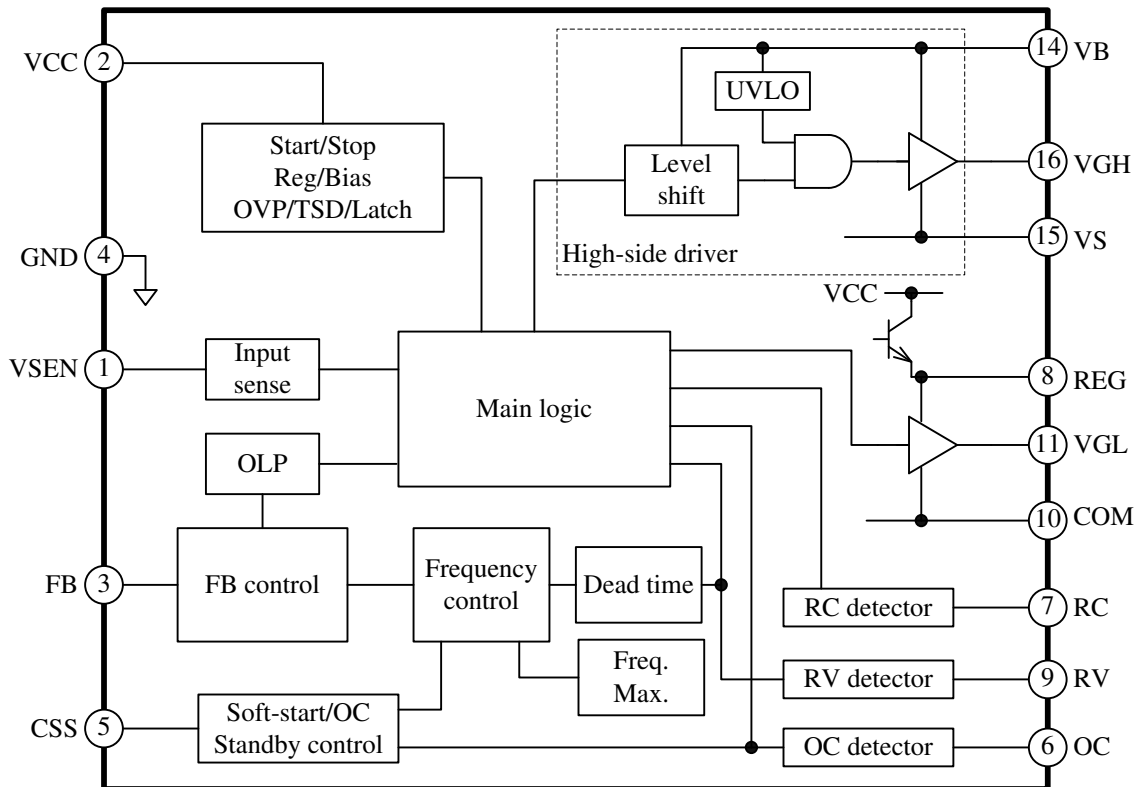 VCC
2
14
VB
UVLO
Start/Stop
Reg/Bias
OVP/TSD/Latch
Level
shift
16
VGH
GND
4
15
VS
High-side driver
VCC
VSEN
1
Input
sense
Main logic
8
REG
OLP
11
VGL
10
COM
FB
3
FB control
Frequency
control
Dead time
RC detector
7
RC
Freq.
Max.
RV detector
9
RV
CSS
5
Soft-start/OC
Standby control
OC detector
6
OC